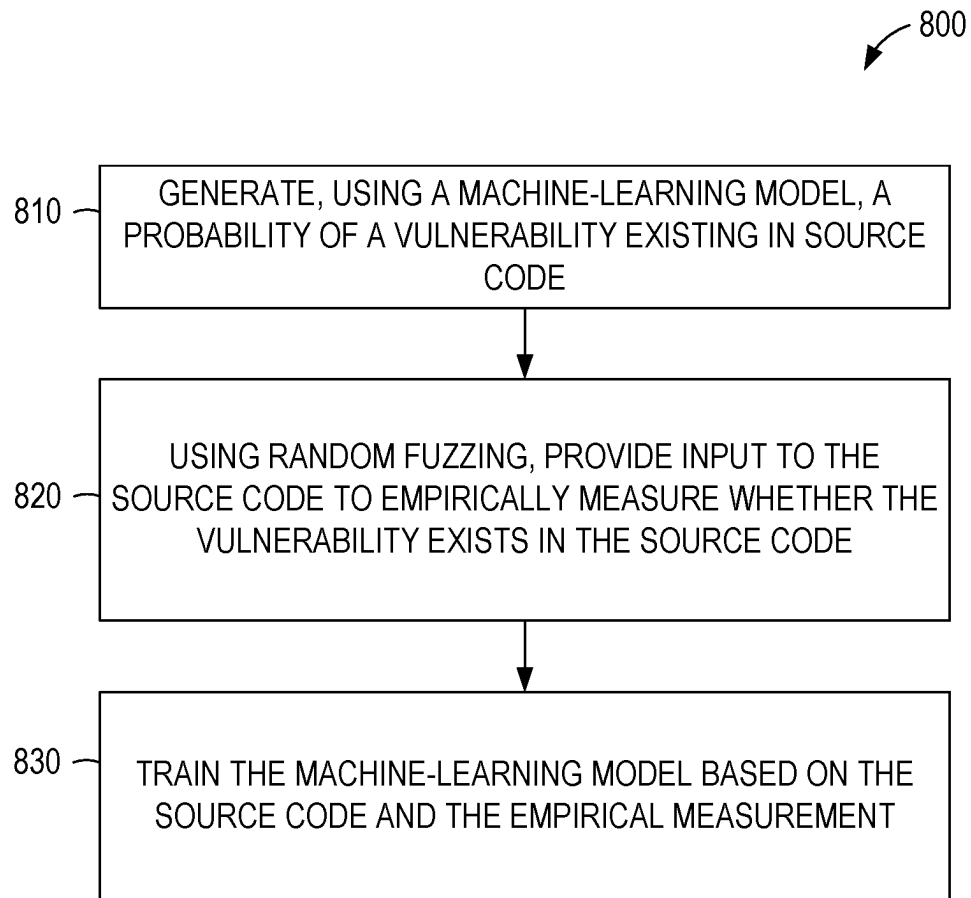 800
810
GENERATE, USING A MACHINE-LEARNING MODEL, A
PROBABILITY OF A VULNERABILITY EXISTING IN SOURCE
CODE
820
USING RANDOM FUZZING, PROVIDE INPUT TO THE
SOURCE CODE TO EMPIRICALLY MEASURE WHETHER THE
VULNERABILITY EXISTS IN THE SOURCE CODE
830
TRAIN THE MACHINE-LEARNING MODEL BASED ON THE
SOURCE CODE AND THE EMPIRICAL MEASUREMENT